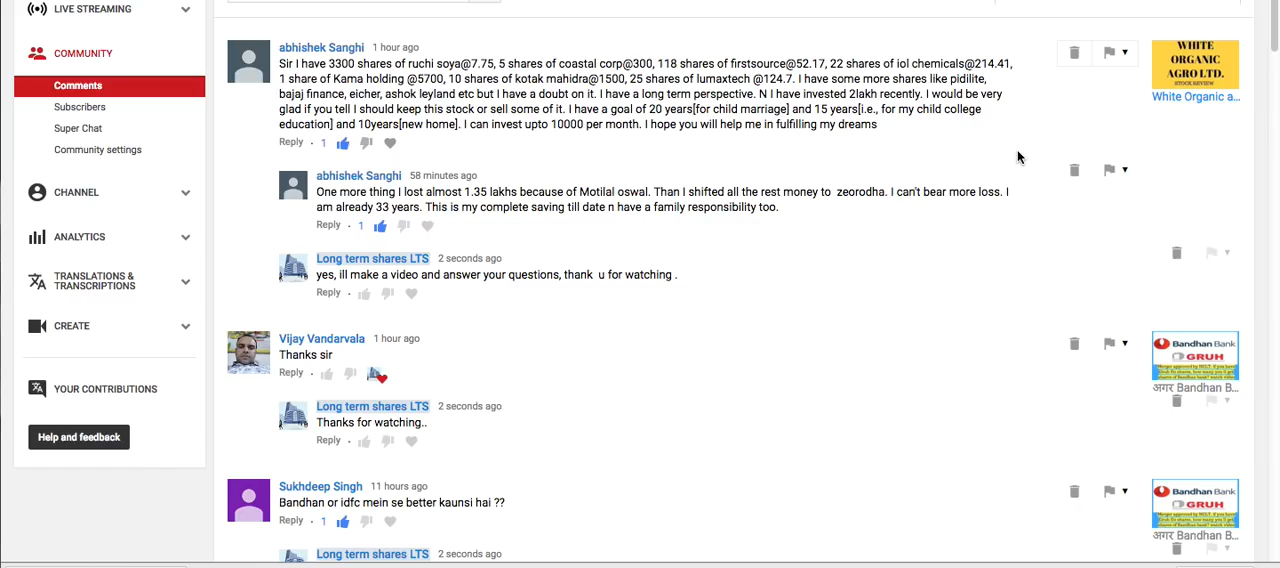 LIVE STREAMING
COMMUNITY
Comments
Subscribers
Super Chat
Community settings
CHANNEL
ANALYTICS
TRANSLATIONS &
TRANSCRIPTIONS
CREATE
YOUR CONTRIBUTIONS
Help and feedback
abhishek Sanghi 1 hour ago
Sir I have 3300 shares of ruchi soya@7.75, 5 shares of coastal corp@300, 118 shares of firstsource@52.17, 22 shares of iol chemicals@214.41,
1 share of Kama holding @5700, 10 shares of kotak mahidra@1500, 25 shares of lumaxtech @124.7. I have some more shares like pidilite,
bajaj finance, eicher, ashok leyland etc but I have a doubt on it. I have a long term perspective. N I have invested 2lakh recently. I would be very
glad if you tell I should keep this stock or sell some of it. I have a goal of 20 years[for child marriage] and 15 years[i.e., for my child college
education] and 10years[new home]. I can invest upto 10000 per month. I hope you will help me in fulfilling my dreams
Reply · 1
WHITE
ORGANIC
AGRO LTD.
STOCK REVIEW
White Organic a...
abhishek Sanghi 58 minutes ago
One more thing I lost almost 1.35 lakhs because of Motilal oswal. Than I shifted all the rest money to zeorodha. I can't bear more loss. I
am already 33 years. This is my complete saving till date n have a family responsibility too.
Reply · 1
Long term shares LTS 2 seconds ago
yes, ill make a video and answer your questions, thank u for watching .
Reply ·
Vijay Vandarvala 1 hour ago
Thanks sir
Reply ·
Bandhan Bank
GRUH
अगर Bandhan B...
Long term shares LTS 2 seconds ago
Thanks for watching..
Reply ·
Sukhdeep Singh 11 hours ago
Bandhan or idfc mein se better kaunsi hai ??
Reply · 1
Bandhan Bank
GRUH
अगर Bandhan B...
Long term shares LTS 2 seconds ago